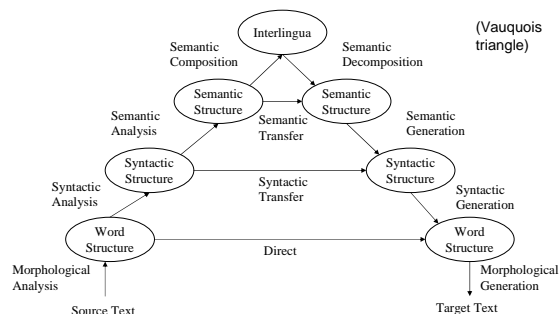 (Vauquois
triangle)
Interlingua
Semantic
Composition
Semantic
Decomposition
Semantic
Structure
Semantic
Structure
Semantic
Transfer
Semantic
Analysis
Semantic
Generation
Syntactic
Structure
Syntactic
Structure
Syntactic
Transfer
Syntactic
Analysis
Syntactic
Generation
Word
Structure
Word
Structure
Direct
Morphological
Analysis
Morphological
Generation
Source Text
Target Text